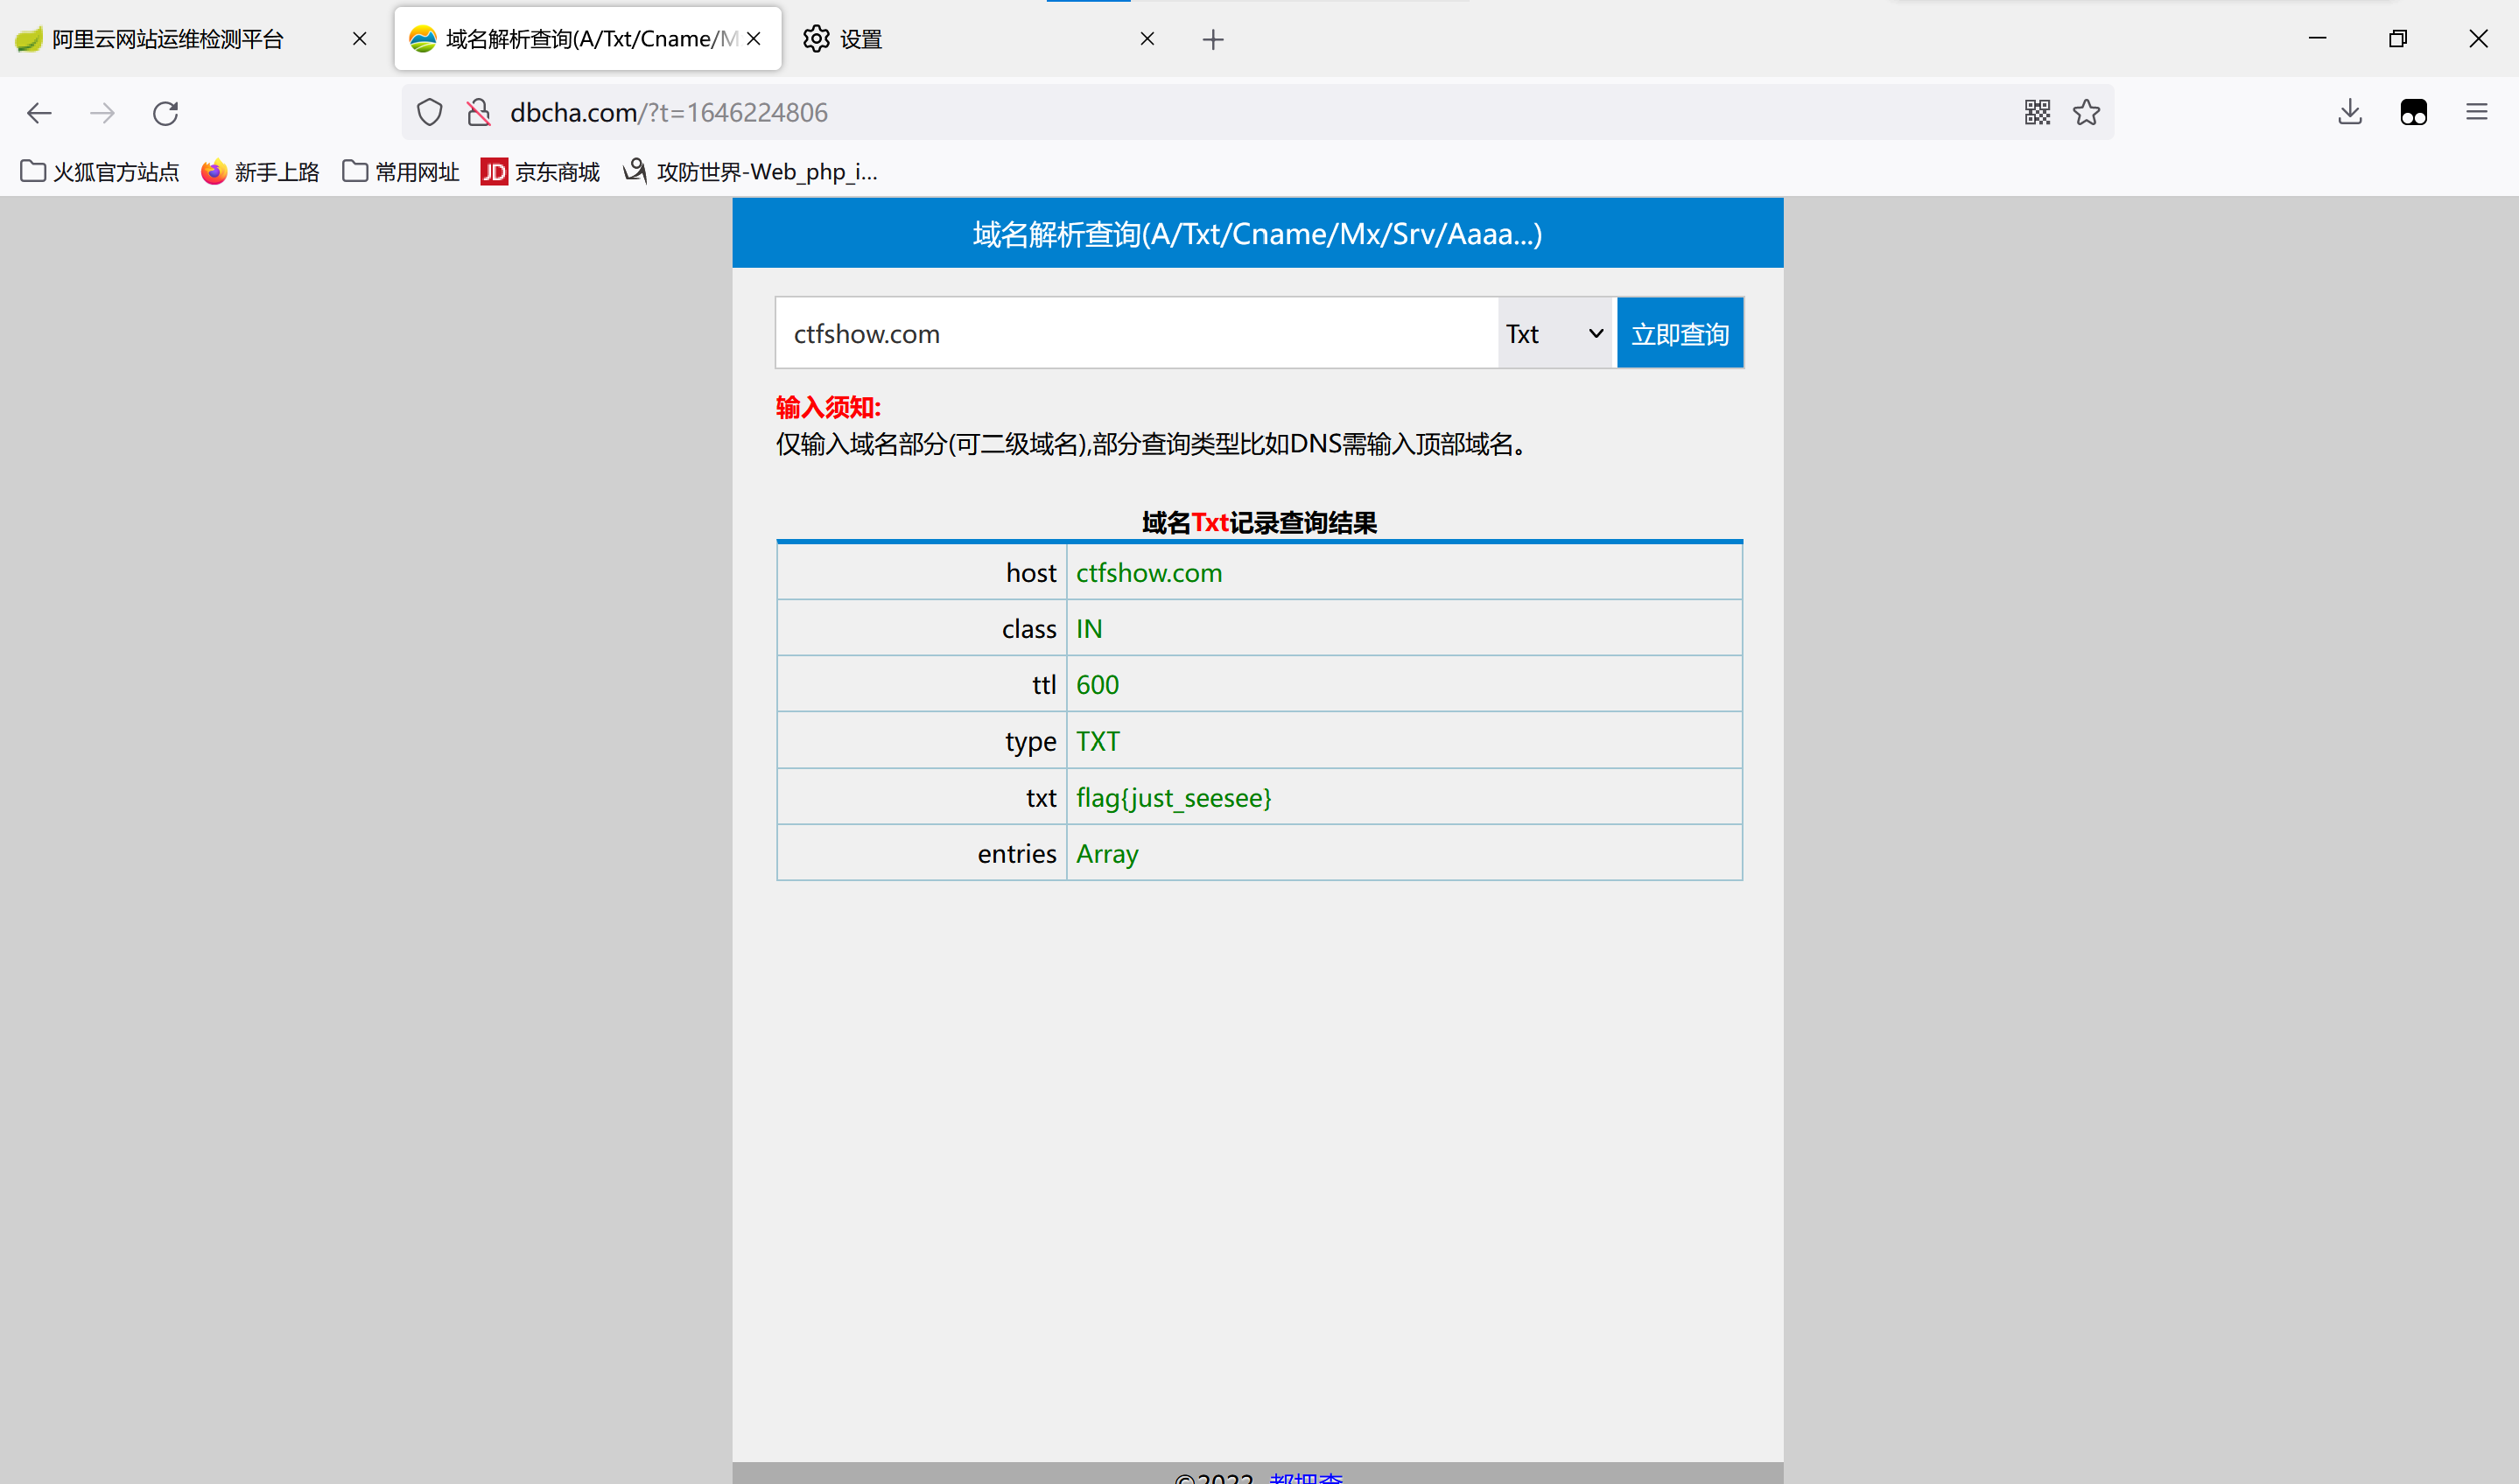 阿里云网站运维检测平台
域名解析查询(A/Txt/Cname/M
设置
dbcha.com/?t=1646224806
火狐官方站点
新手上路
常用网址
JD 京东商城
攻防世界-Web_php_i...
域名解析查询(A/Txt/Cname/Mx/Srv/Aaaa...)
ctfshow.com
Txt
立即查询
输入须知:
仅输入域名部分(可二级域名),部分查询类型比如DNS需输入顶部域名。
域名Txt记录查询结果
host ctfshow.com
class IN
ttl 600
type TXT
txt flag{just_seesee}
entries Array
©2022 都把查